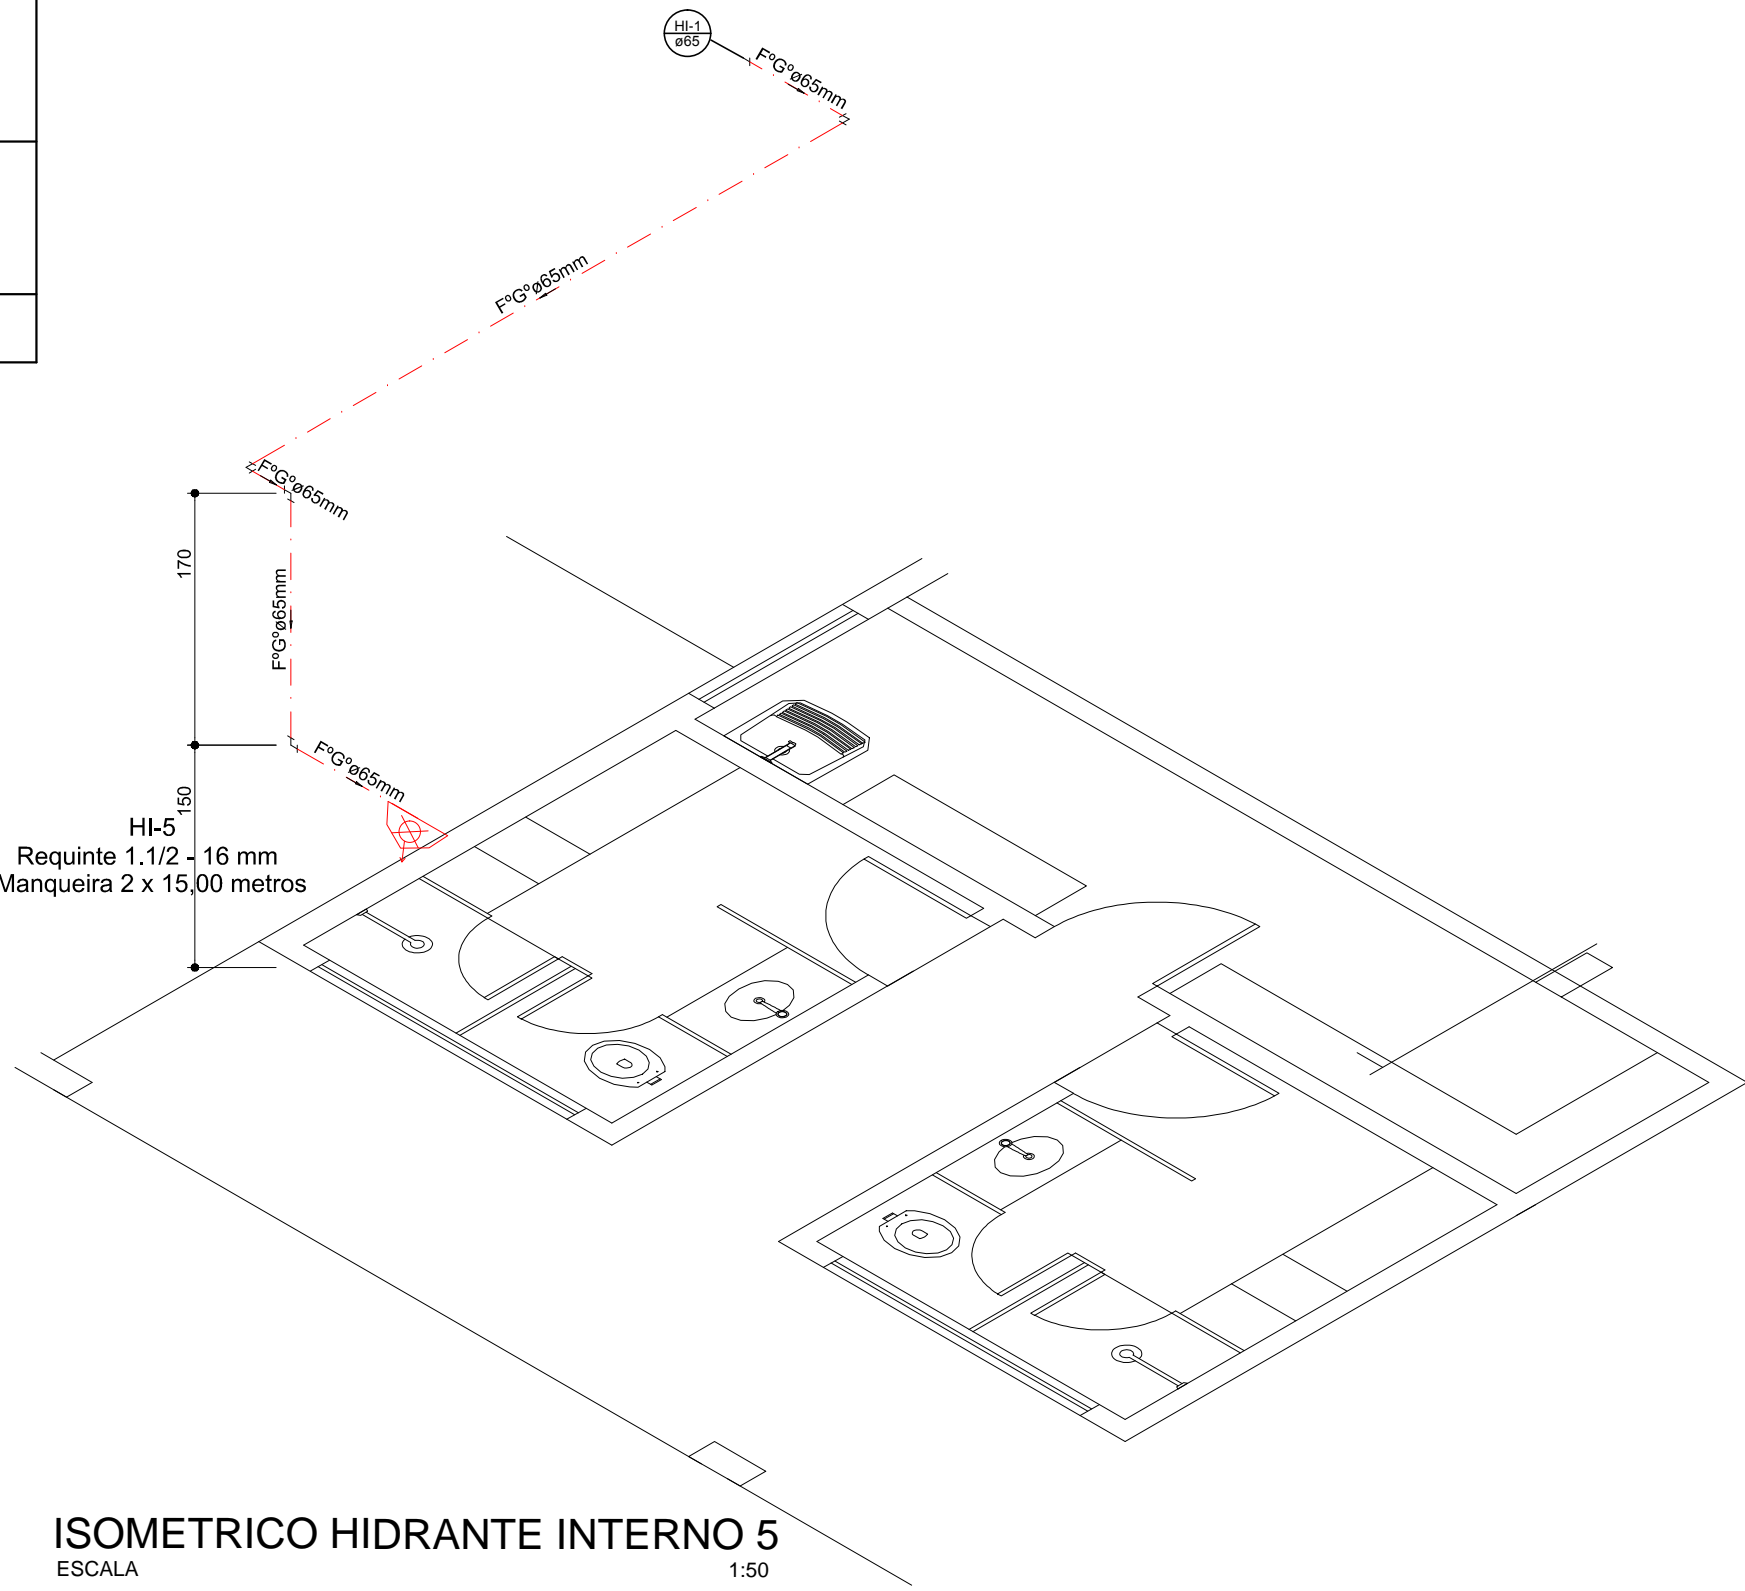 HI-1
ø65
FºGºø65mm
FºGºø65mm
FºGºø65mm
170
FºGºø65mm
FºGºø65mm
150
HI-5
Requinte 1.1/2 - 16 mm
Manqueira 2 x 15,00 metros
ISOMETRICO HIDRANTE INTERNO 5
ESCALA
1:50